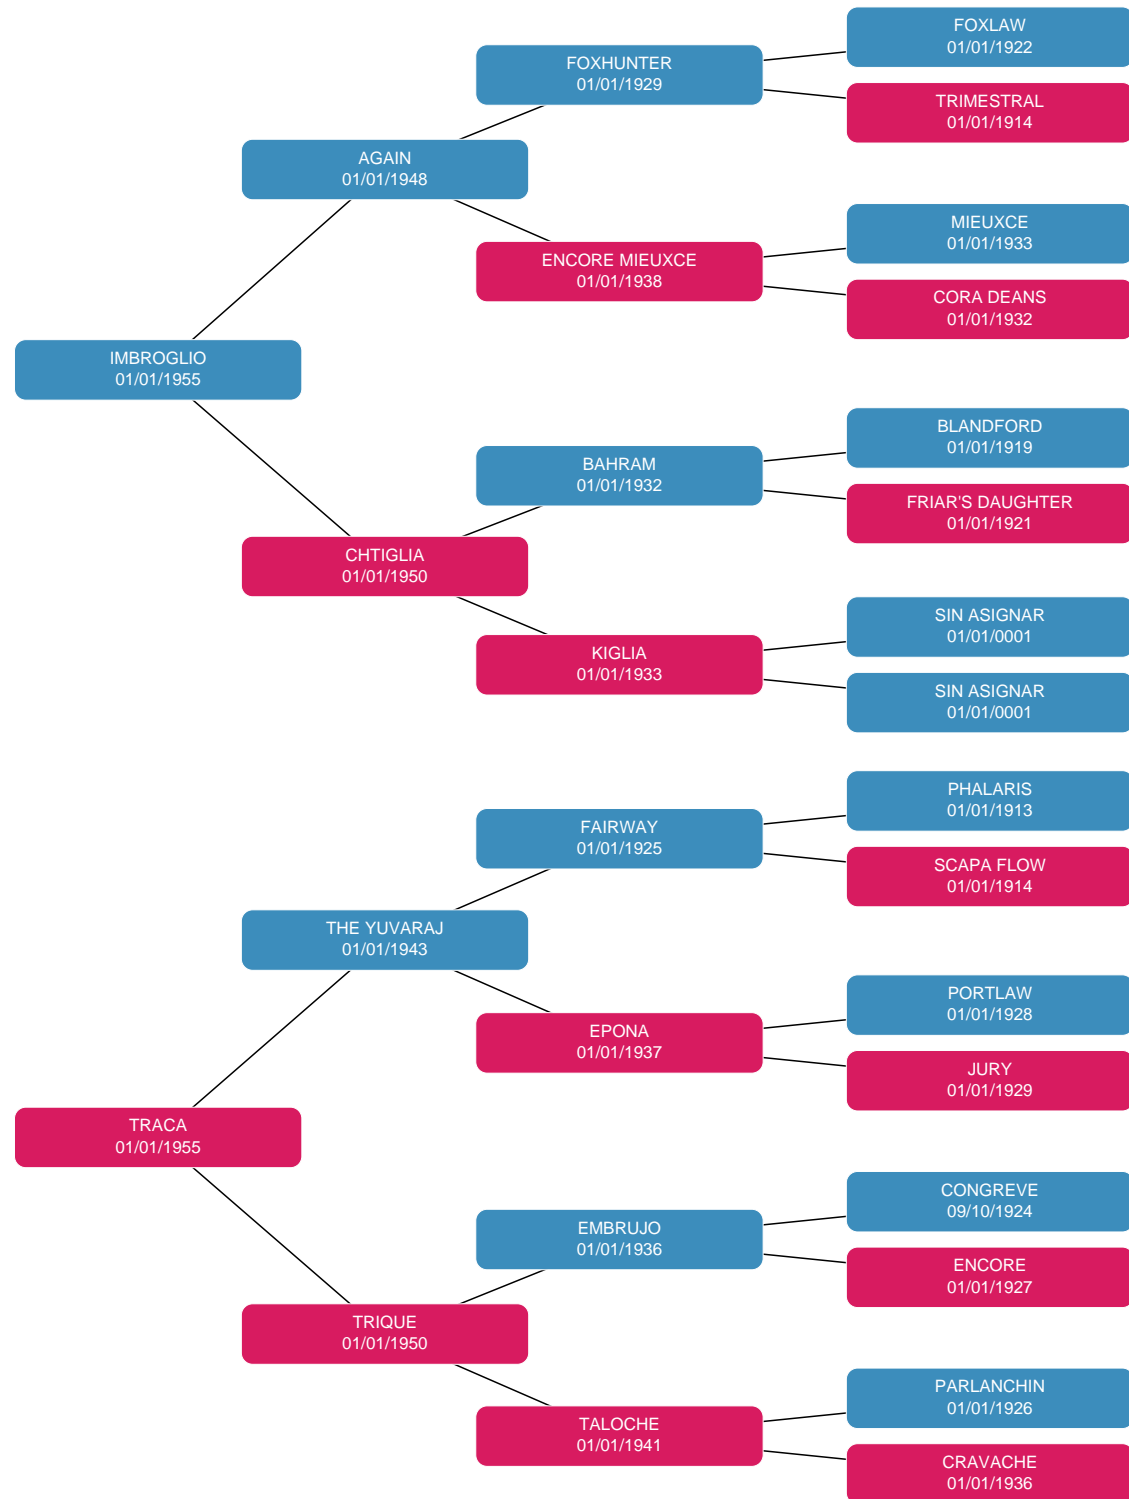 FOXLAW
01/01/1922
FOXHUNTER
01/01/1929
TRIMESTRAL
01/01/1914
AGAIN
01/01/1948
MIEUXCE
01/01/1933
ENCORE MIEUXCE
01/01/1938
CORA DEANS
01/01/1932
IMBROGLIO
01/01/1955
BLANDFORD
01/01/1919
BAHRAM
01/01/1932
FRIAR'S DAUGHTER
01/01/1921
CHTIGLIA
01/01/1950
SIN ASIGNAR
01/01/0001
KIGLIA
01/01/1933
SIN ASIGNAR
01/01/0001
PHALARIS
01/01/1913
FAIRWAY
01/01/1925
SCAPA FLOW
01/01/1914
THE YUVARAJ
01/01/1943
PORTLAW
01/01/1928
EPONA
01/01/1937
JURY
01/01/1929
TRACA
01/01/1955
CONGREVE
09/10/1924
EMBRUJO
01/01/1936
ENCORE
01/01/1927
TRIQUE
01/01/1950
PARLANCHIN
01/01/1926
TALOCHE
01/01/1941
CRAVACHE
01/01/1936